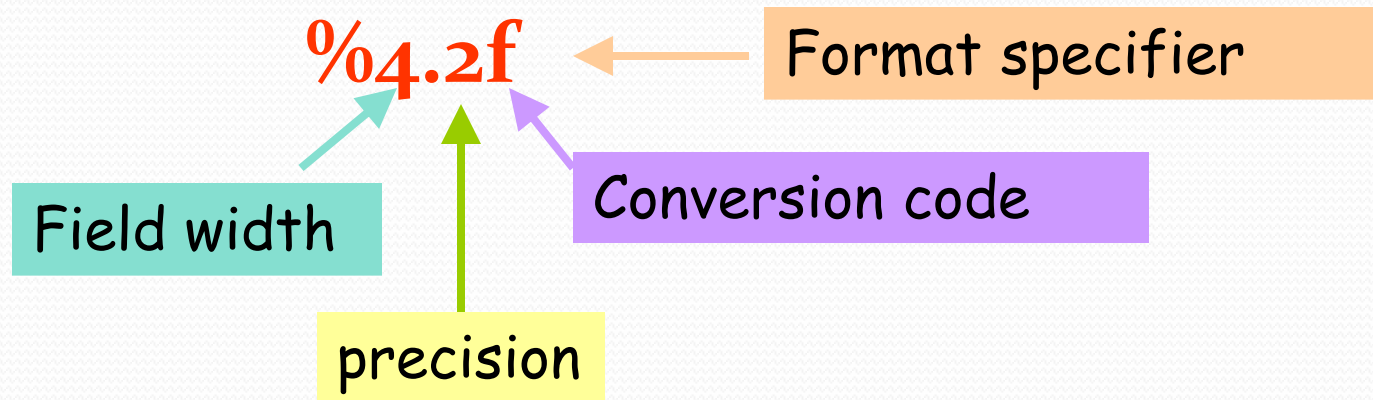 %4.2f
Format specifier
Conversion code
Field width
precision